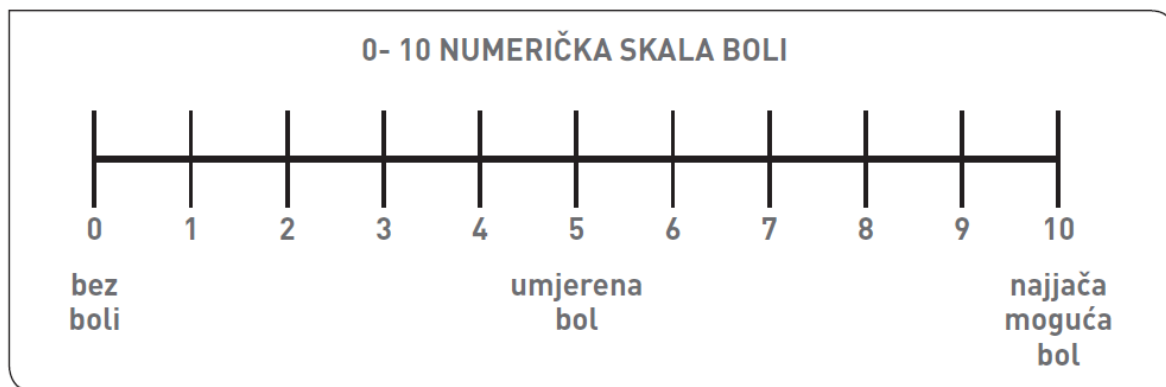 0- 10 NUMERIČKA SKALA BOLI
0 1 2 3 4 5 6 7 8 9 10
bez
boli
umjerena
bol
najjača
moguća
bol